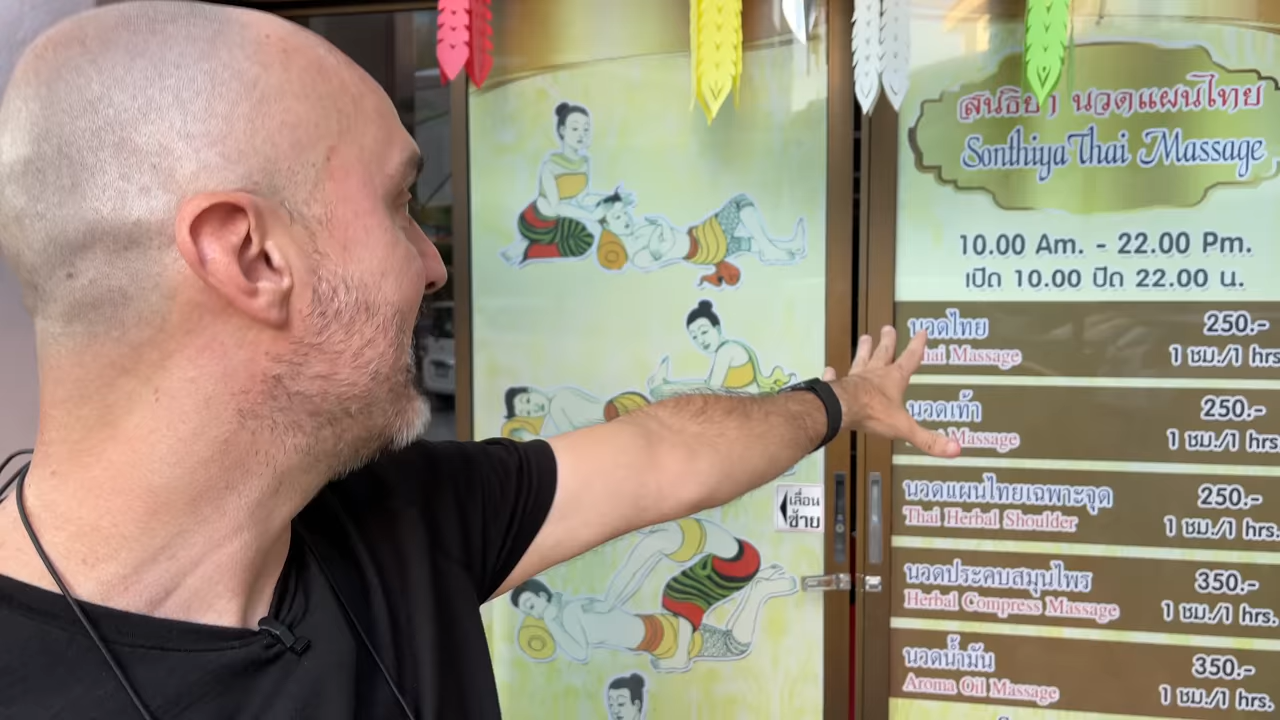 สนธิยา นวดแผนไทย
Sonthiya Thai Massage
10.00 Am. - 22.00 Pm.
เปิด 10.00 ปิด 22.00 น.
นวดไทย 250.-
Thai Massage 1 ชม./1 hrs
นวดเท้า 250.-
Massage 1 ชม./1 hrs.
นวดแผนไทยเฉพาะจุด 250.-
Thai Herbal Shoulder 1 ชม./1 hrs.
นวดประคบสมุนไพร 350.-
Herbal Compress Massage 1 ชม./1 hrs.
นวดน้ำมัน 350.-
Aroma Oil Massage 1 ชม./1 hrs.
เลื่อน
ซ้าย